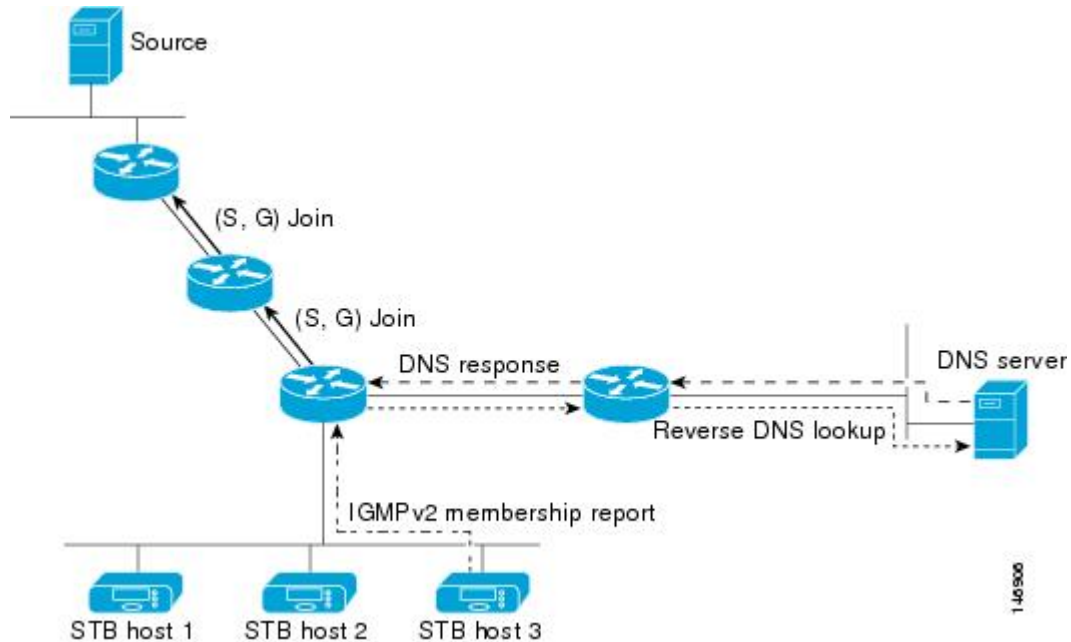 Source
(S, G) Join
(S, G) Join
DNS response
DNS server
Reverse DNS lookup
IGMPv2 membership report
STB host 1
STB host 2
STB host 3
146906